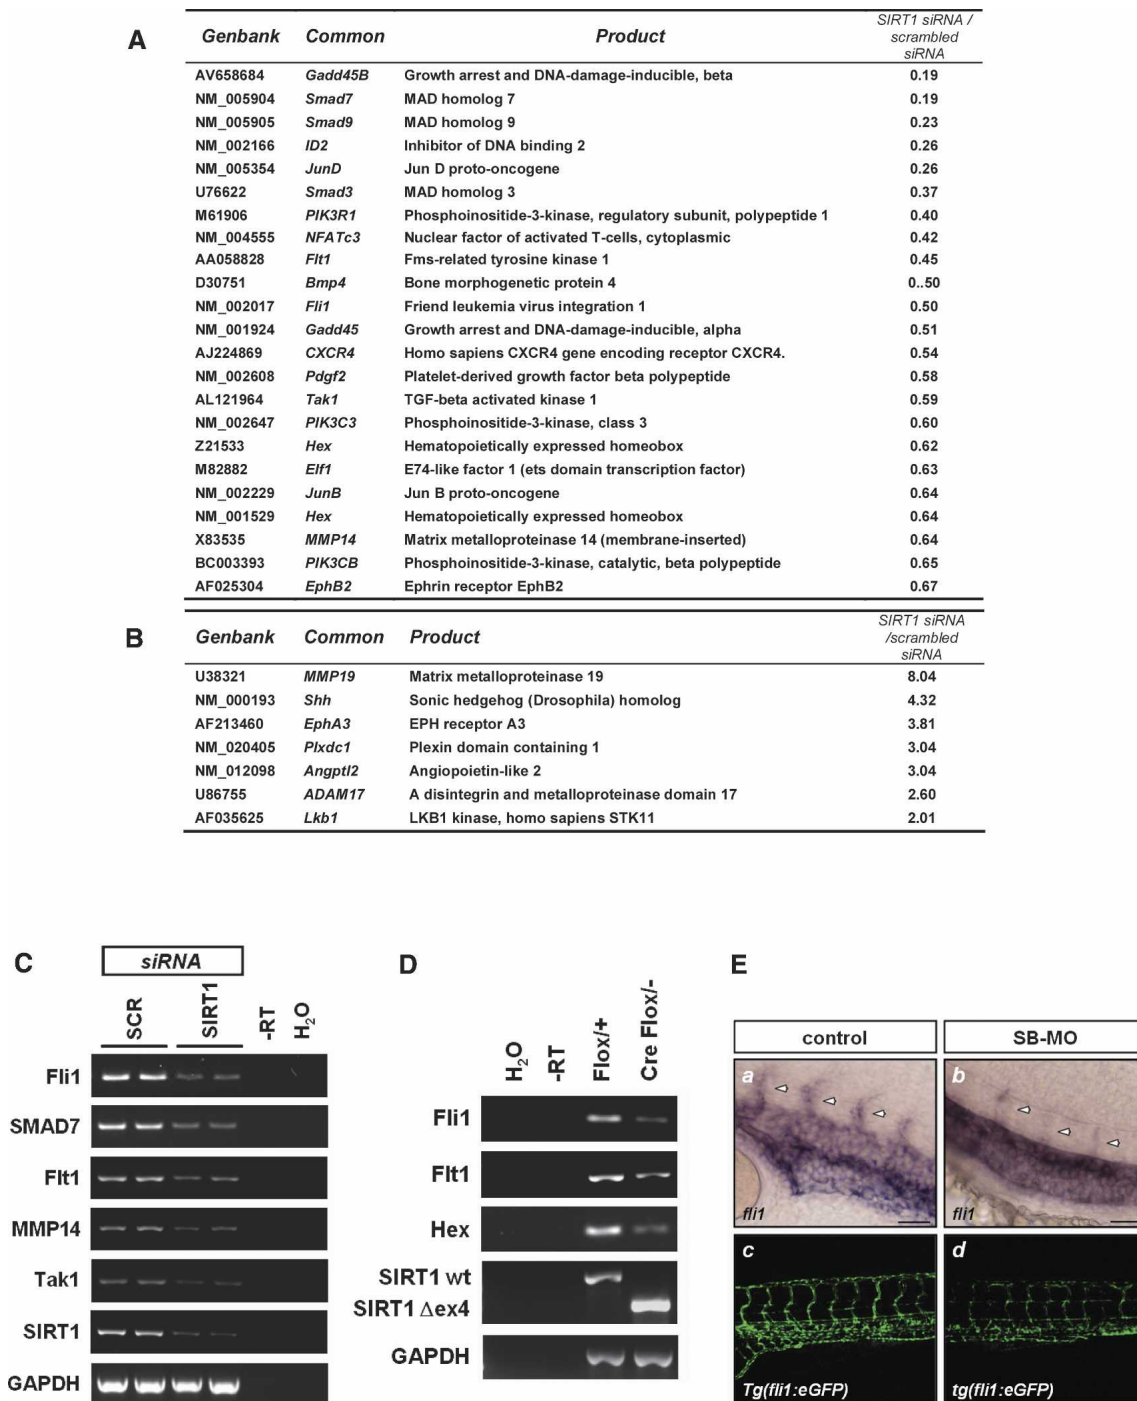 A
Genbank Common Product SIRT1 siRNA / scrambled siRNA
AV658684 Gadd45B Growth arrest and DNA-damage-inducible, beta 0.19
NM_005904 Smad7 MAD homolog 7 0.19
NM_005905 Smad9 MAD homolog 9 0.23
NM_002166 ID2 Inhibitor of DNA binding 2 0.26
NM_005354 JunD Jun D proto-oncogene 0.26
U76622 Smad3 MAD homolog 3 0.37
M61906 PIK3R1 Phosphoinositide-3-kinase, regulatory subunit, polypeptide 1 0.40
NM_004555 NFATc3 Nuclear factor of activated T-cells, cytoplasmic 0.42
AA058828 Flt1 Fms-related tyrosine kinase 1 0.45
D30751 Bmp4 Bone morphogenetic protein 4 0..50
NM_002017 Fli1 Friend leukemia virus integration 1 0.50
NM_001924 Gadd45 Growth arrest and DNA-damage-inducible, alpha 0.51
AJ224869 CXCR4 Homo sapiens CXCR4 gene encoding receptor CXCR4. 0.54
NM_002608 Pdgf2 Platelet-derived growth factor beta polypeptide 0.58
AL121964 Tak1 TGF-beta activated kinase 1 0.59
NM_002647 PIK3C3 Phosphoinositide-3-kinase, class 3 0.60
Z21533 Hex Hematopoietically expressed homeobox 0.62
M82882 Elf1 E74-like factor 1 (ets domain transcription factor) 0.63
NM_002229 JunB Jun B proto-oncogene 0.64
NM_001529 Hex Hematopoietically expressed homeobox 0.64
X83535 MMP14 Matrix metalloproteinase 14 (membrane-inserted) 0.64
BC003393 PIK3CB Phosphoinositide-3-kinase, catalytic, beta polypeptide 0.65
AF025304 EphB2 Ephrin receptor EphB2 0.67
B
Genbank Common Product SIRT1 siRNA /scrambled siRNA
U38321 MMP19 Matrix metalloproteinase 19 8.04
NM_000193 Shh Sonic hedgehog (Drosophila) homolog 4.32
AF213460 EphA3 EPH receptor A3 3.81
NM_020405 Plxdc1 Plexin domain containing 1 3.04
NM_012098 Angptl2 Angiopoietin-like 2 3.04
U86755 ADAM17 A disintegrin and metalloproteinase domain 17 2.60
AF035625 Lkb1 LKB1 kinase, homo sapiens STK11 2.01
C
siRNA
SCR SIRT1 -RT H2O
Fli1
SMAD7
Flt1
MMP14
Tak1
SIRT1
GAPDH
D
H2O -RT Flox/+ Cre Flox/-
Fli1
Flt1
Hex
SIRT1 wt
SIRT1 Δex4
GAPDH
E
control SB-MO
a b
fli1 fli1
c d
Tg(fli1:eGFP) tg(fli1:eGFP)